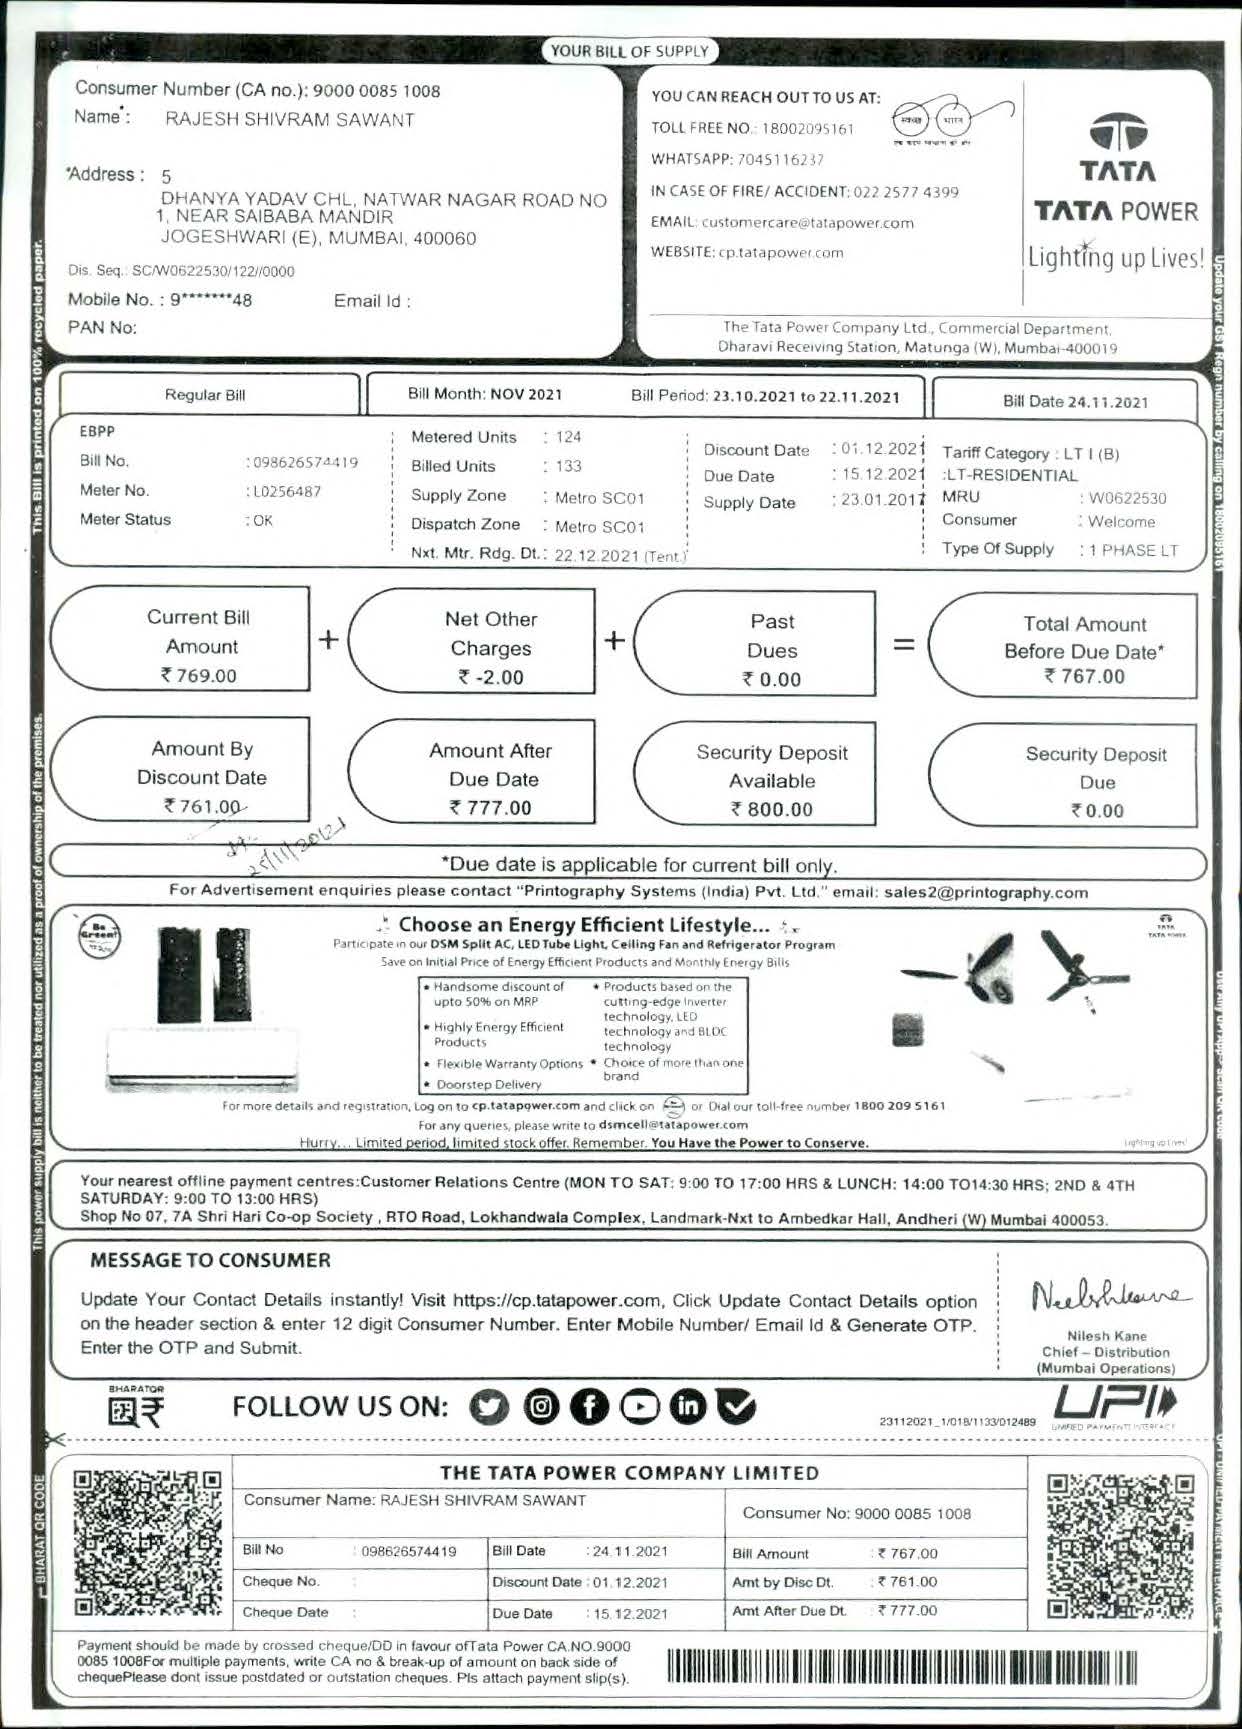 YOUR BILL OF SUPPLY
Consumer Number (CA no.): 9000 0085 1008
Name*: RAJESH SHIVRAM SAWANT
*Address : 5
DHANYA YADAV CHL, NATWAR NAGAR ROAD NO
1, NEAR SAIBABA MANDIR
JOGESHWARI (E), MUMBAI, 400060
Dis. Seq.: SC/W0622530/122//0000
Mobile No. : 9*******48 Email Id :
PAN No:
YOU CAN REACH OUT TO US AT:
TOLL FREE NO.: 18002095161
WHATSAPP: 7045116237
IN CASE OF FIRE/ ACCIDENT: 022 2577 4399
EMAIL: customercare@tatapower.com
WEBSITE: cp.tatapower.com
स्वच्छ भारत
एक कदम स्वच्छता की ओर
TATA
TATA POWER
Lighting up Lives!
The Tata Power Company Ltd., Commercial Department,
Dharavi Receiving Station, Matunga (W), Mumbai-400019
Regular Bill
Bill Month: NOV 2021 Bill Period: 23.10.2021 to 22.11.2021
Bill Date 24.11.2021
EBPP
Bill No. : 098626574419
Meter No. : L0256487
Meter Status : OK
Metered Units : 124
Billed Units : 133
Supply Zone : Metro SC01
Dispatch Zone : Metro SC01
Nxt. Mtr. Rdg. Dt.: 22.12.2021 (Tent.)
Discount Date : 01.12.2021
Due Date : 15.12.2021
Supply Date : 23.01.2017
Tariff Category : LT I (B)
:LT-RESIDENTIAL
MRU : W0622530
Consumer : Welcome
Type Of Supply : 1 PHASE LT
Current Bill
Amount
₹ 769.00
+
Net Other
Charges
₹ -2.00
+
Past
Dues
₹ 0.00
=
Total Amount
Before Due Date*
₹ 767.00
Amount By
Discount Date
₹ 761.00
Amount After
Due Date
₹ 777.00
Security Deposit
Available
₹ 800.00
Security Deposit
Due
₹ 0.00
25/11/2021
*Due date is applicable for current bill only.
For Advertisement enquiries please contact "Printography Systems (India) Pvt. Ltd." email: sales2@printography.com
Be Green!
Choose an Energy Efficient Lifestyle...
Participate in our DSM Split AC, LED Tube Light, Ceiling Fan and Refrigerator Program
Save on Initial Price of Energy Efficient Products and Monthly Energy Bills
TATA
TATA POWER
• Handsome discount of
upto 50% on MRP
• Highly Energy Efficient
Products
• Flexible Warranty Options
• Doorstep Delivery
• Products based on the
cutting-edge Inverter
technology, LED
technology and BLDC
technology
• Choice of more than one
brand
For more details and registration, Log on to cp.tatapower.com and click on or Dial our toll-free number 1800 209 5161
For any queries, please write to dsmcell@tatapower.com
Hurry... Limited period, limited stock offer. Remember. You Have the Power to Conserve.
Lighting up Lives!
Your nearest offline payment centres:Customer Relations Centre (MON TO SAT: 9:00 TO 17:00 HRS & LUNCH: 14:00 TO14:30 HRS; 2ND & 4TH
SATURDAY: 9:00 TO 13:00 HRS)
Shop No 07, 7A Shri Hari Co-op Society , RTO Road, Lokhandwala Complex, Landmark-Nxt to Ambedkar Hall, Andheri (W) Mumbai 400053.
MESSAGE TO CONSUMER
Update Your Contact Details instantly! Visit https://cp.tatapower.com, Click Update Contact Details option
on the header section & enter 12 digit Consumer Number. Enter Mobile Number/ Email Id & Generate OTP.
Enter the OTP and Submit.
Nilesh Kane
Chief – Distribution
(Mumbai Operations)
BHARATQR
FOLLOW US ON:
23112021_1/018/1133/012489
UPI
UNIFIED PAYMENTS INTERFACE
THE TATA POWER COMPANY LIMITED
Consumer Name: RAJESH SHIVRAM SAWANT
Consumer No: 9000 0085 1008
Bill No : 098626574419 Bill Date : 24.11.2021 Bill Amount : ₹ 767.00
Cheque No. : Discount Date : 01.12.2021 Amt by Disc Dt. : ₹ 761.00
Cheque Date : Due Date : 15.12.2021 Amt After Due Dt. : ₹ 777.00
Payment should be made by crossed cheque/DD in favour ofTata Power CA.NO.9000
0085 1008For multiple payments, write CA no & break-up of amount on back side of
chequePlease dont issue postdated or outstation cheques. Pls attach payment slip(s).
This Bill is printed on 100% recycled paper.
This power supply bill is neither to be treated nor utilized as a proof of ownership of the premises.
BHARAT QR CODE
Update your GST Regn number by calling on 18002095161